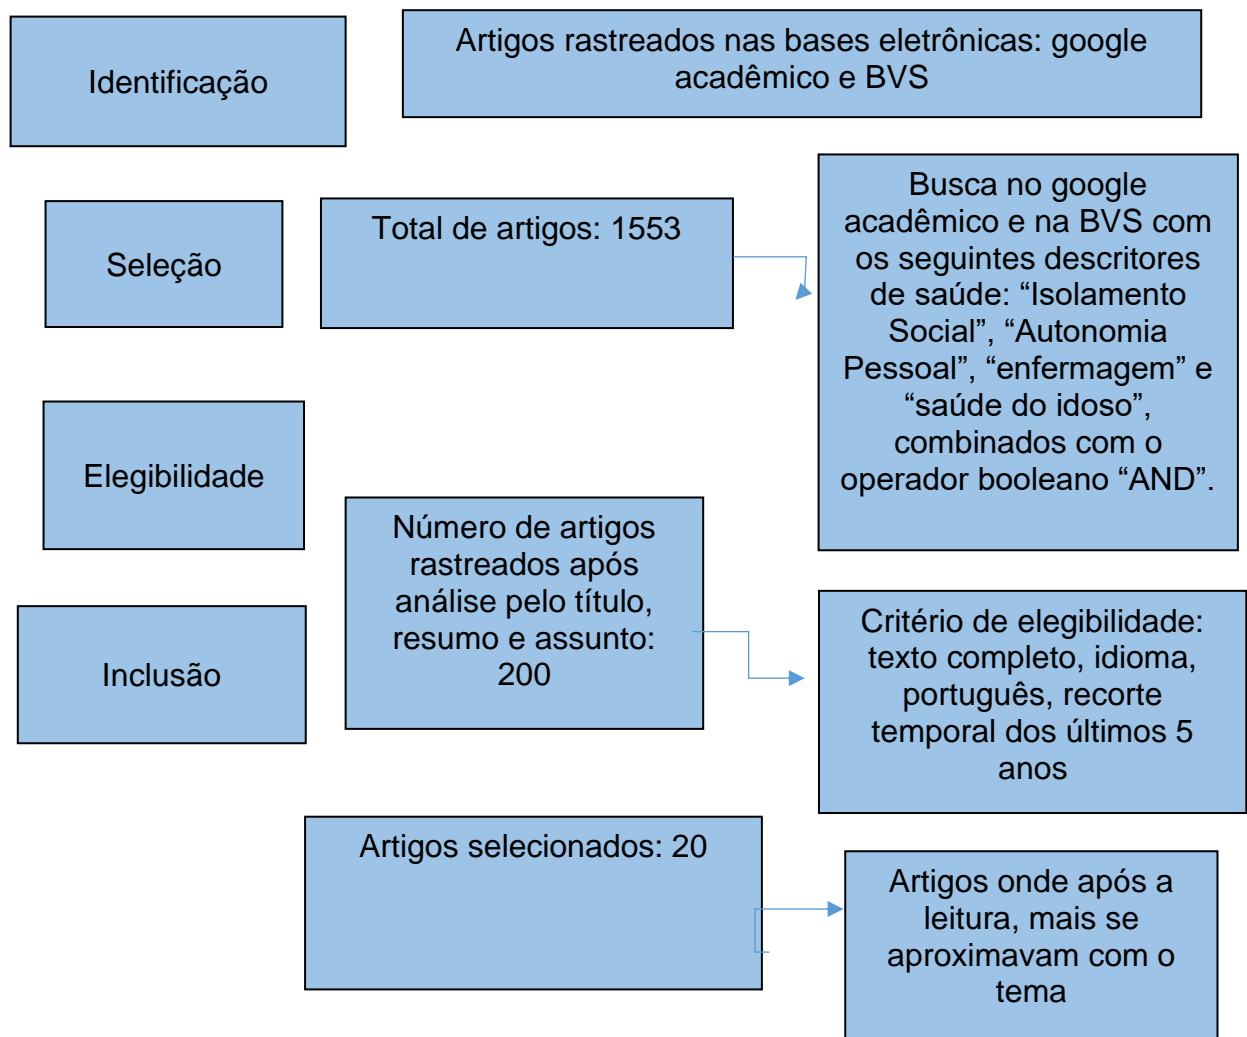 Identificação
Artigos rastreados nas bases eletrônicas: google
acadêmico e BVS
Seleção
Total de artigos: 1553
Busca no google
acadêmico e na BVS com
os seguintes descritores
de saúde: “Isolamento
Social”, “Autonomia
Pessoal”, “enfermagem” e
“saúde do idoso”,
combinados com o
operador booleano “AND”.
Elegibilidade
Número de artigos
rastreados após
análise pelo título,
resumo e assunto:
200
Critério de elegibilidade:
texto completo, idioma,
português, recorte
temporal dos últimos 5
anos
Inclusão
Artigos selecionados: 20
Artigos onde após a
leitura, mais se
aproximavam com o
tema